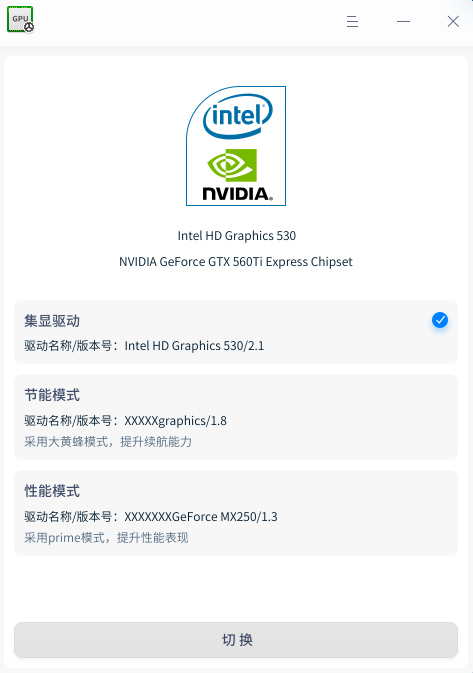 GPU
intel
NVIDIA.
Intel HD Graphics 530
NVIDIA GeForce GTX 560Ti Express Chipset
集显驱动
驱动名称/版本号：Intel HD Graphics 530/2.1
节能模式
驱动名称/版本号：XXXXXgraphics/1.8
采用大黄蜂模式，提升续航能力
性能模式
驱动名称/版本号：XXXXXXXGeForce MX250/1.3
采用prime模式，提升性能表现
切 换